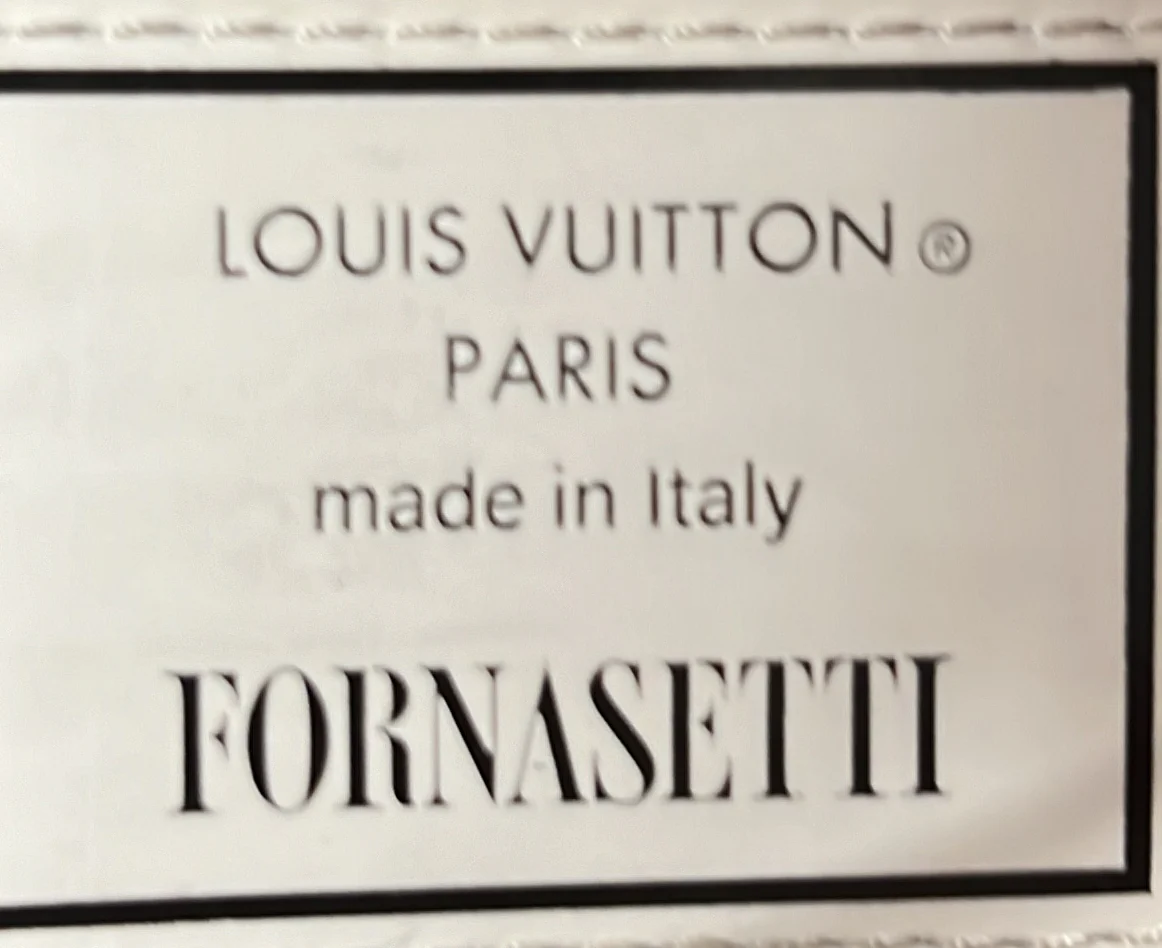 LOUIS VUITTON ®
PARIS
made in Italy
FORNASETTI